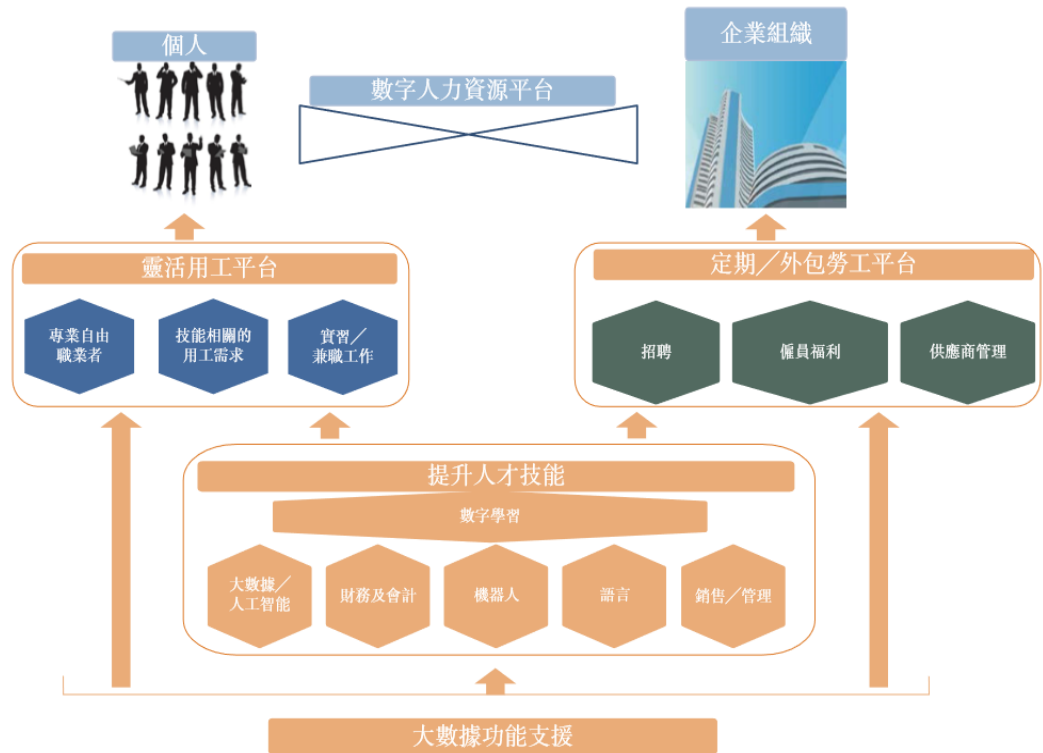 個人
企業組織
數字人力資源平台
靈活用工平台
定期／外包勞工平台
專業自由
職業者
技能相關的
用工需求
實習／
兼職工作
招聘
僱員福利
供應商管理
提升人才技能
數字學習
大數據／
人工智能
財務及會計
機器人
語言
銷售／管理
大數據功能支援